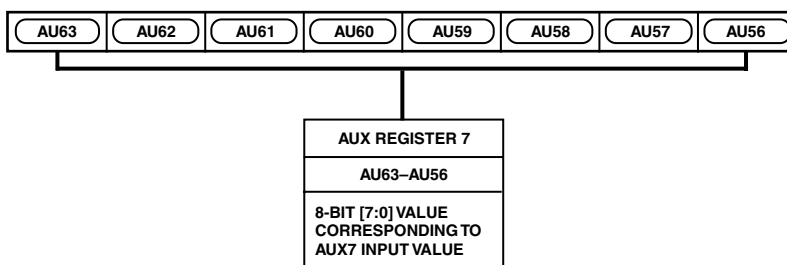 AU63 AU62 AU61 AU60 AU59 AU58 AU57 AU56
AUX REGISTER 7
AU63–AU56
8-BIT [7:0] VALUE
CORRESPONDING TO
AUX7 INPUT VALUE